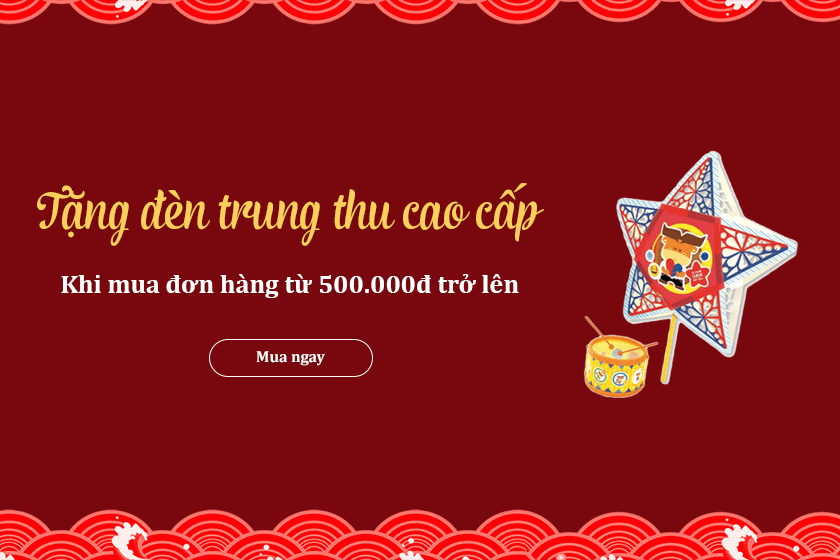 Tặng đèn trung thu cao cấp
Khi mua đơn hàng từ 500.000đ trở lên
Mua ngay